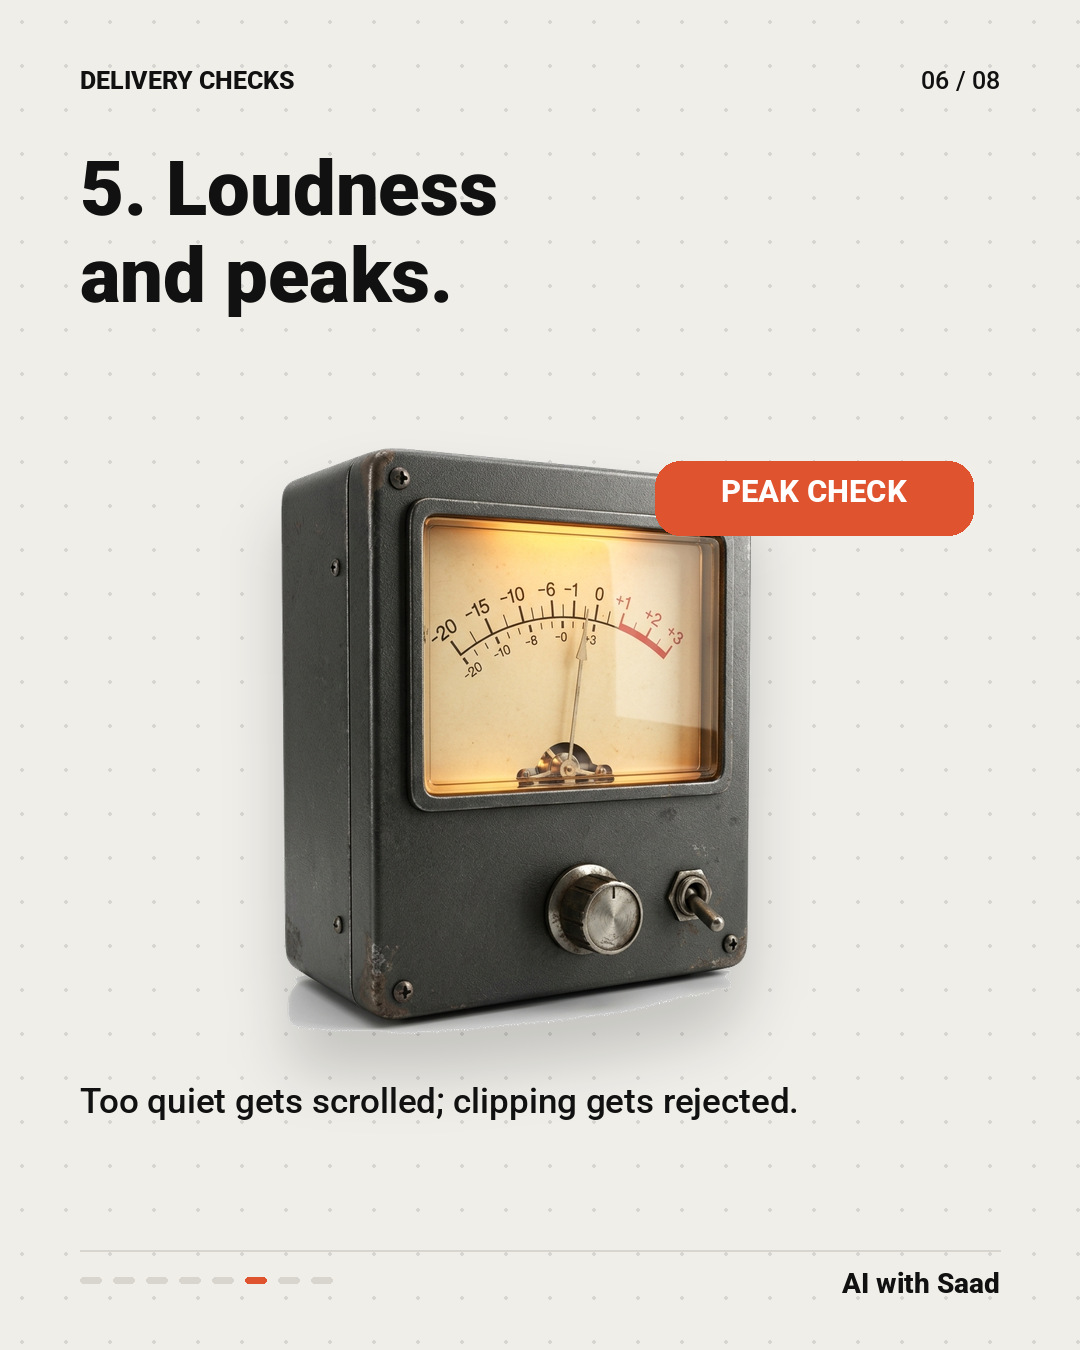 DELIVERY CHECKS
06 / 08
5. Loudness
and peaks.
PEAK CHECK
-20 -15 -10 -6 -1 0 +1 +2 +3
-20 -10 -8 -0 +3
Too quiet gets scrolled; clipping gets rejected.
AI with Saad